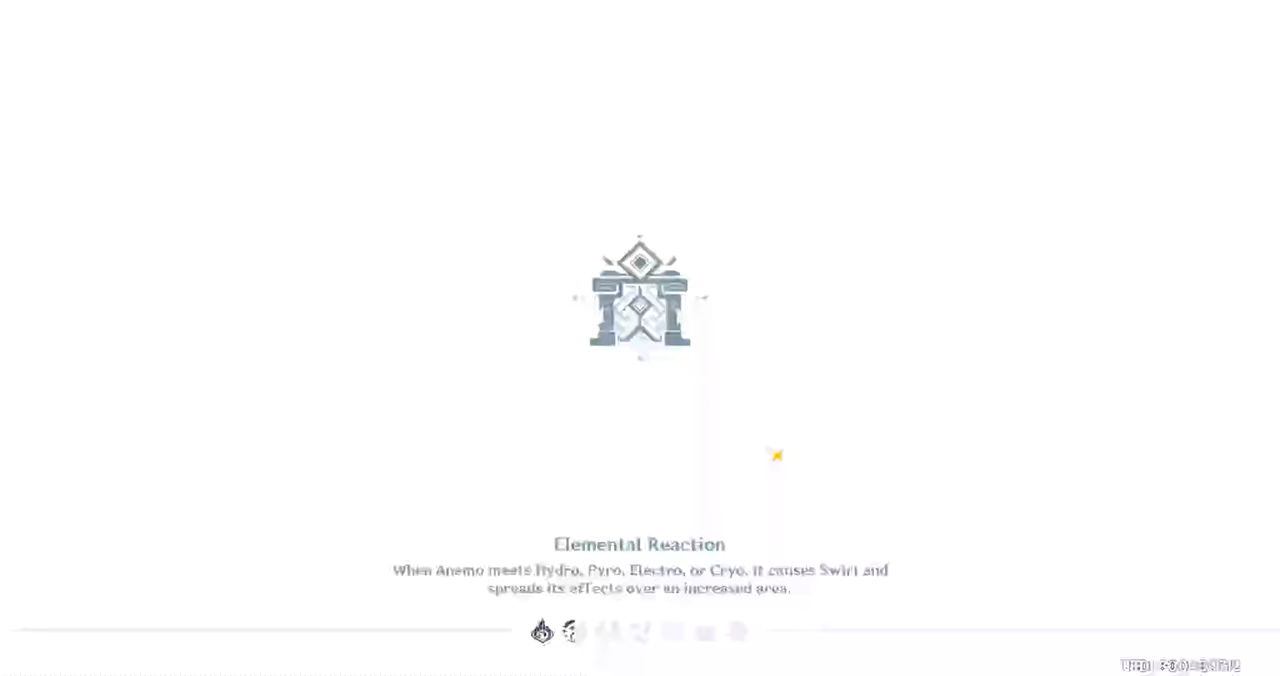 Elemental Reaction
When Anemo meets Hydro, Pyro, Electro, or Cryo, it causes Swirl and
spreads its effects over an increased area.